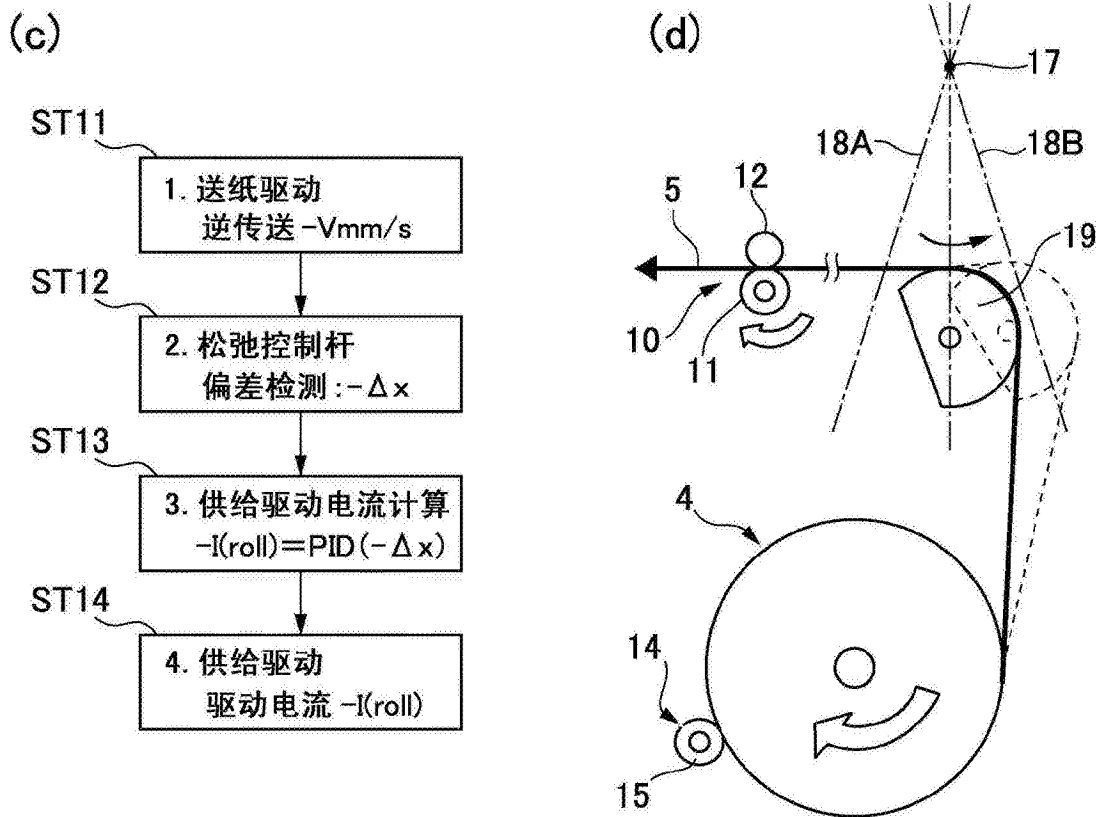 (c)
ST11
1. 送纸驱动
逆传送 -Vmm/s
ST12
2. 松弛控制杆
偏差检测:-Δx
ST13
3. 供给驱动电流计算
-I(roll)=PID(-Δx)
ST14
4. 供给驱动
驱动电流 -I(roll)
(d)
17
18A
18B
12
5
19
10
11
4
14
15